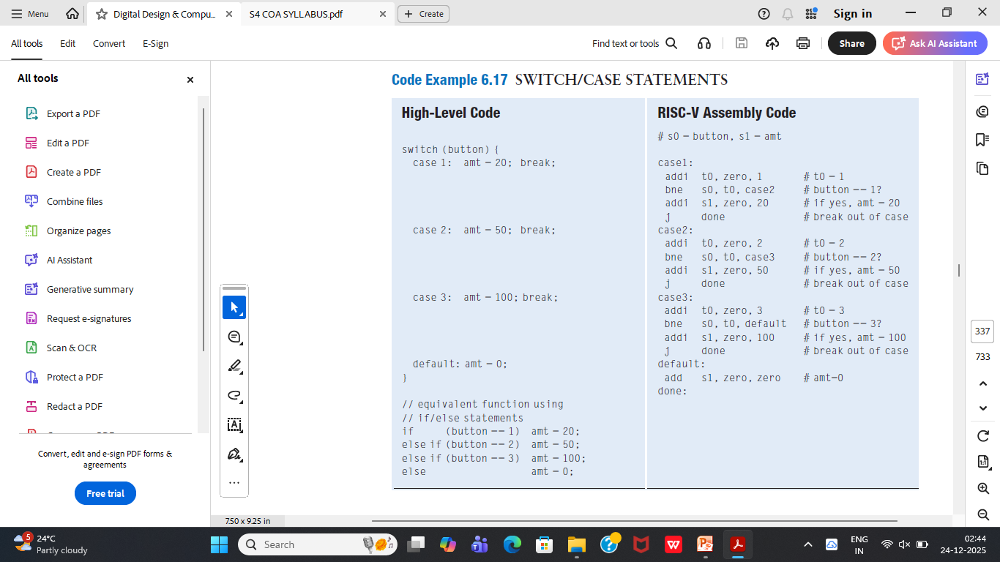 Menu
Digital Design & Compu...
S4 COA SYLLABUS.pdf
Create
Sign in
All tools
Edit
Convert
E-Sign
Find text or tools
Share
Ask AI Assistant
All tools
Export a PDF
Edit a PDF
Create a PDF
Combine files
Organize pages
AI Assistant
Generative summary
Request e-signatures
Scan & OCR
Protect a PDF
Redact a PDF
Convert, edit and e-sign PDF forms &
agreements
Free trial
Code Example 6.17 SWITCH/CASE STATEMENTS
High-Level Code
switch (button) {
case 1: amt — 20; break;
case 2: amt — 50; break;
case 3: amt — 100; break;
default: amt — 0;
}
// equivalent function using
// if/else statements
if (button —— 1) amt — 20;
else if (button —— 2) amt — 50;
else if (button —— 3) amt — 100;
else amt — 0;
RISC-V Assembly Code
# s0 — button, s1 — amt
case1:
addi t0, zero, 1 # t0 — 1
bne s0, t0, case2 # button —— 1?
addi s1, zero, 20 # if yes, amt — 20
j done # break out of case
case2:
addi t0, zero, 2 # t0 — 2
bne s0, t0, case3 # button —— 2?
addi s1, zero, 50 # if yes, amt — 50
j done # break out of case
case3:
addi t0, zero, 3 # t0 — 3
bne s0, t0, default # button —— 3?
addi s1, zero, 100 # if yes, amt — 100
j done # break out of case
default:
add s1, zero, zero # amt—0
done:
337
733
1:1
7.50 x 9.25 in
5
24°C
Partly cloudy
Search
ENG
IN
02:44
24-12-2025